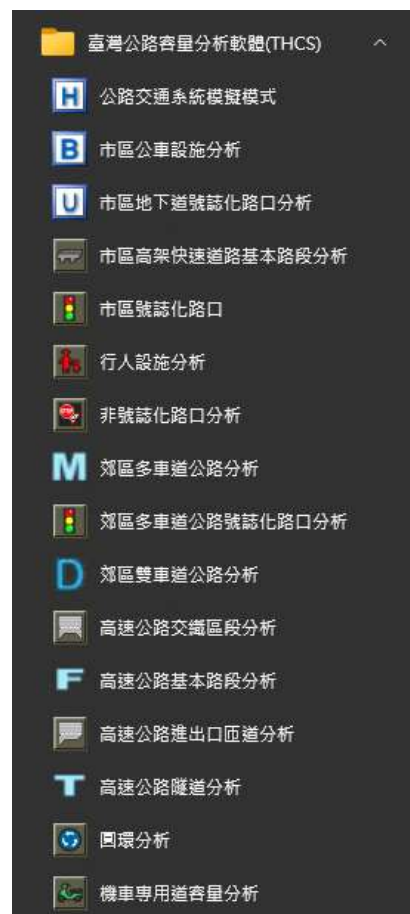 臺灣公路容量分析軟體(THCS)
H 公路交通系統模擬模式
B 市區公車設施分析
U 市區地下道號誌化路口分析
市區高架快速道路基本路段分析
市區號誌化路口
行人設施分析
非號誌化路口分析
M 郊區多車道公路分析
郊區多車道公路號誌化路口分析
D 郊區雙車道公路分析
高速公路交織區段分析
F 高速公路基本路段分析
高速公路進出口匝道分析
T 高速公路隧道分析
圓環分析
機車專用道容量分析